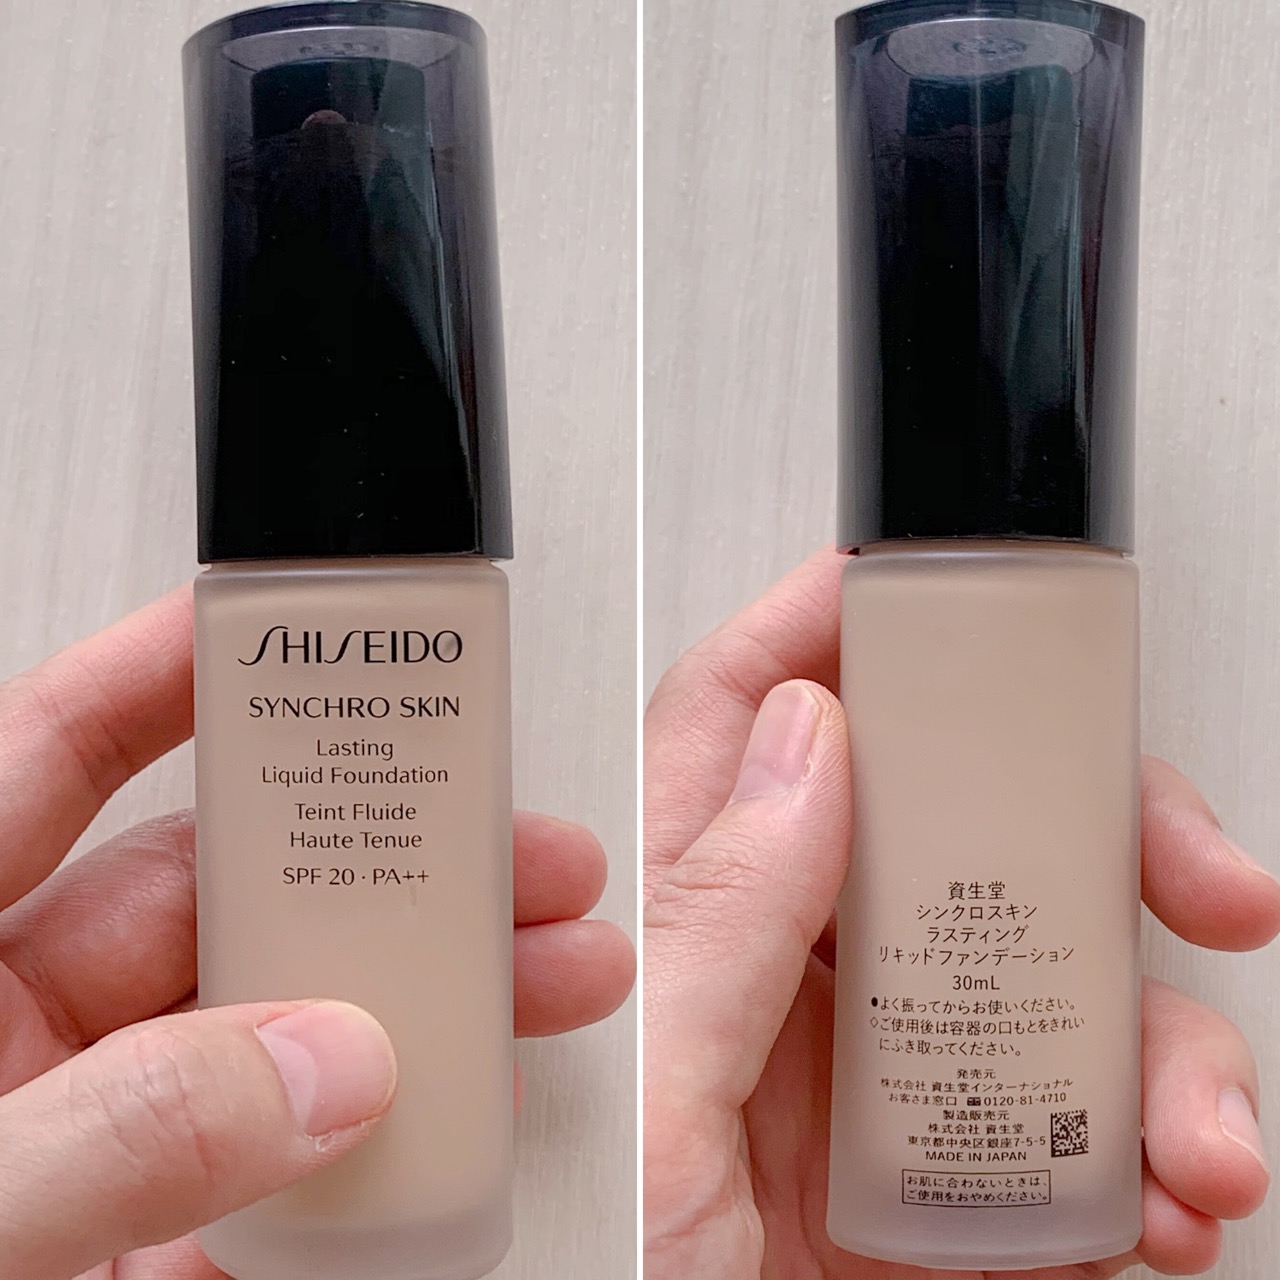 SHISEIDO
SYNCHRO SKIN
Lasting
Liquid Foundation
Teint Fluide
Haute Tenue
SPF 20 · PA++
資生堂
シンクロスキン
ラスティング
リキッドファンデーション
30mL
●よく振ってからお使いください。
◇ご使用後は容器の口もとをきれい
にふき取ってください。
発売元
株式会社 資生堂インターナショナル
お客さま窓口 0120-81-4710
製造販売元
株式会社 資生堂
東京都中央区銀座7-5-5
MADE IN JAPAN
お肌に合わないときは、
ご使用をおやめください。